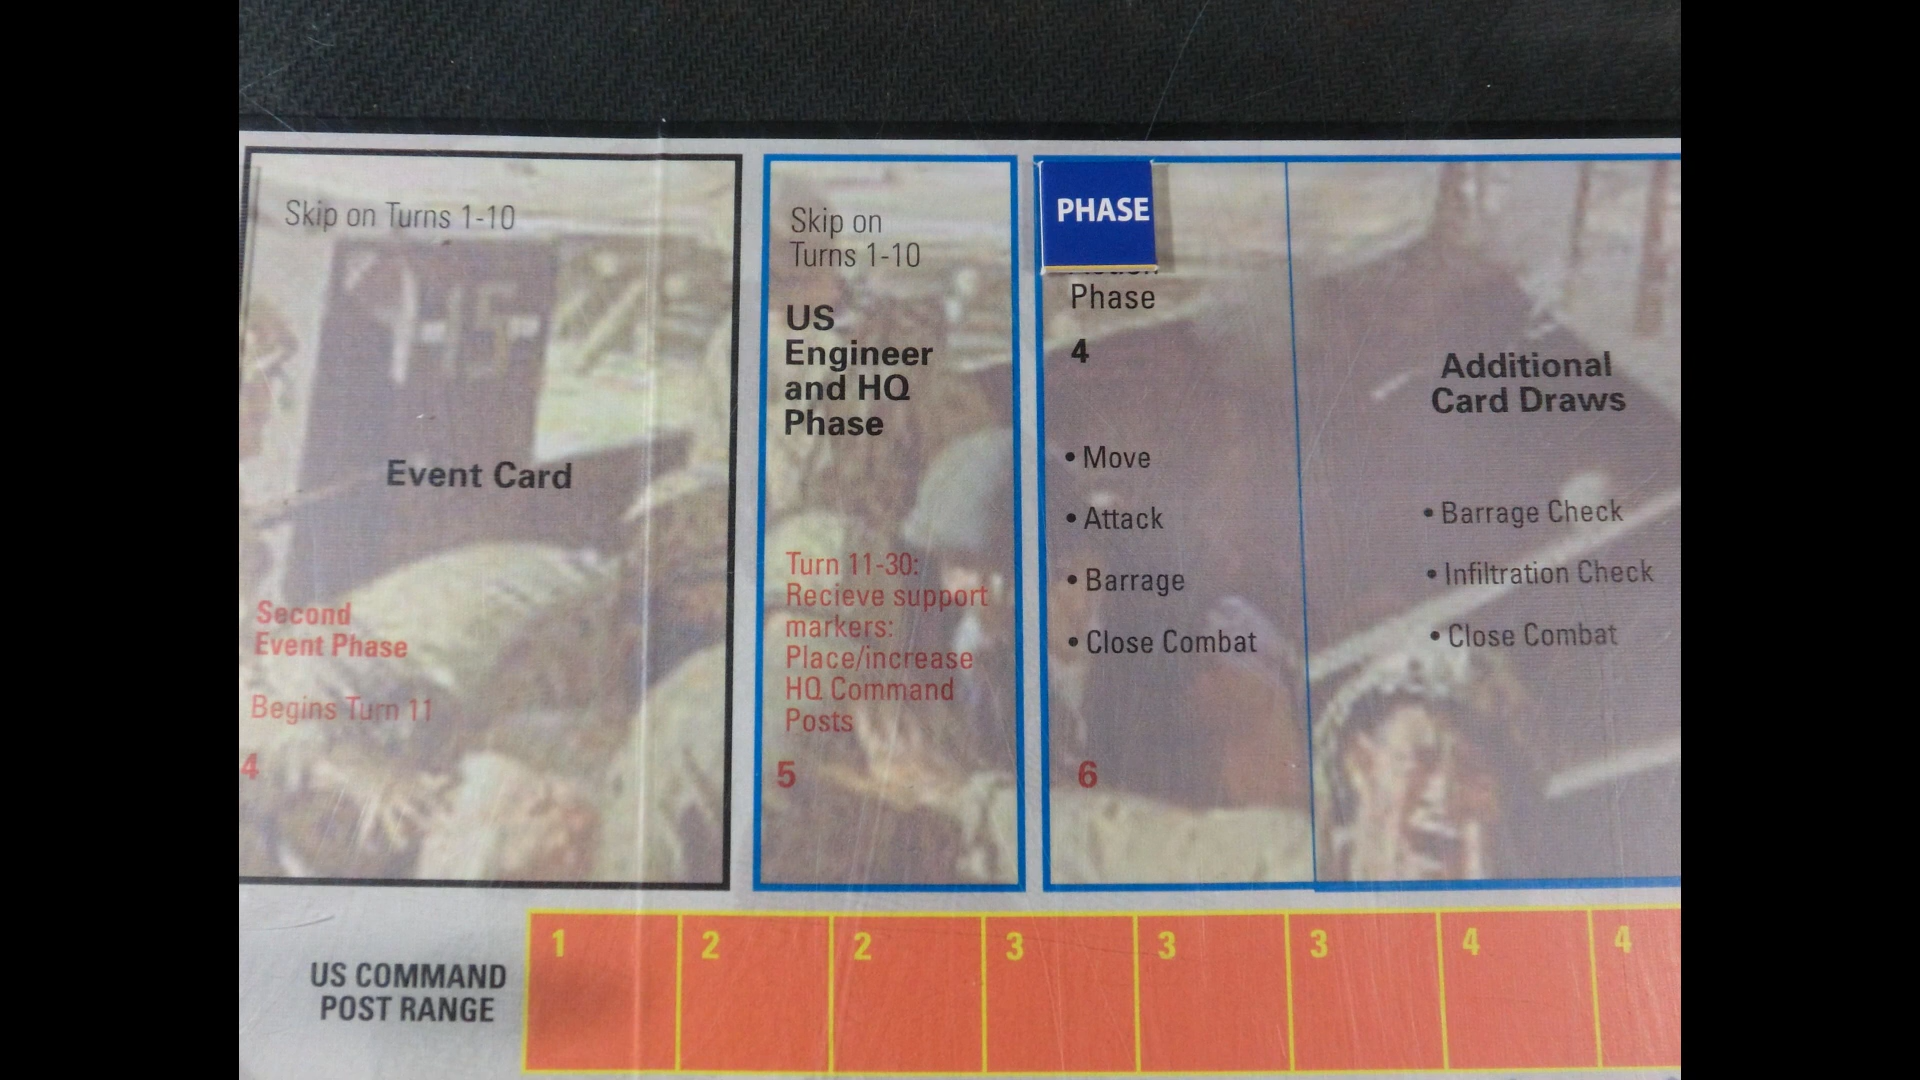 Skip on Turns 1-10
Event Card
Second
Event Phase
Begins Turn 11
4
Skip on
Turns 1-10
US
Engineer
and HQ
Phase
Turn 11-30:
Recieve support
markers:
Place/increase
HQ Command
Posts
5
PHASE
Phase
4
• Move
• Attack
• Barrage
• Close Combat
6
Additional
Card Draws
• Barrage Check
• Infiltration Check
• Close Combat
US COMMAND
POST RANGE
1 2 2 3 3 3 4 4